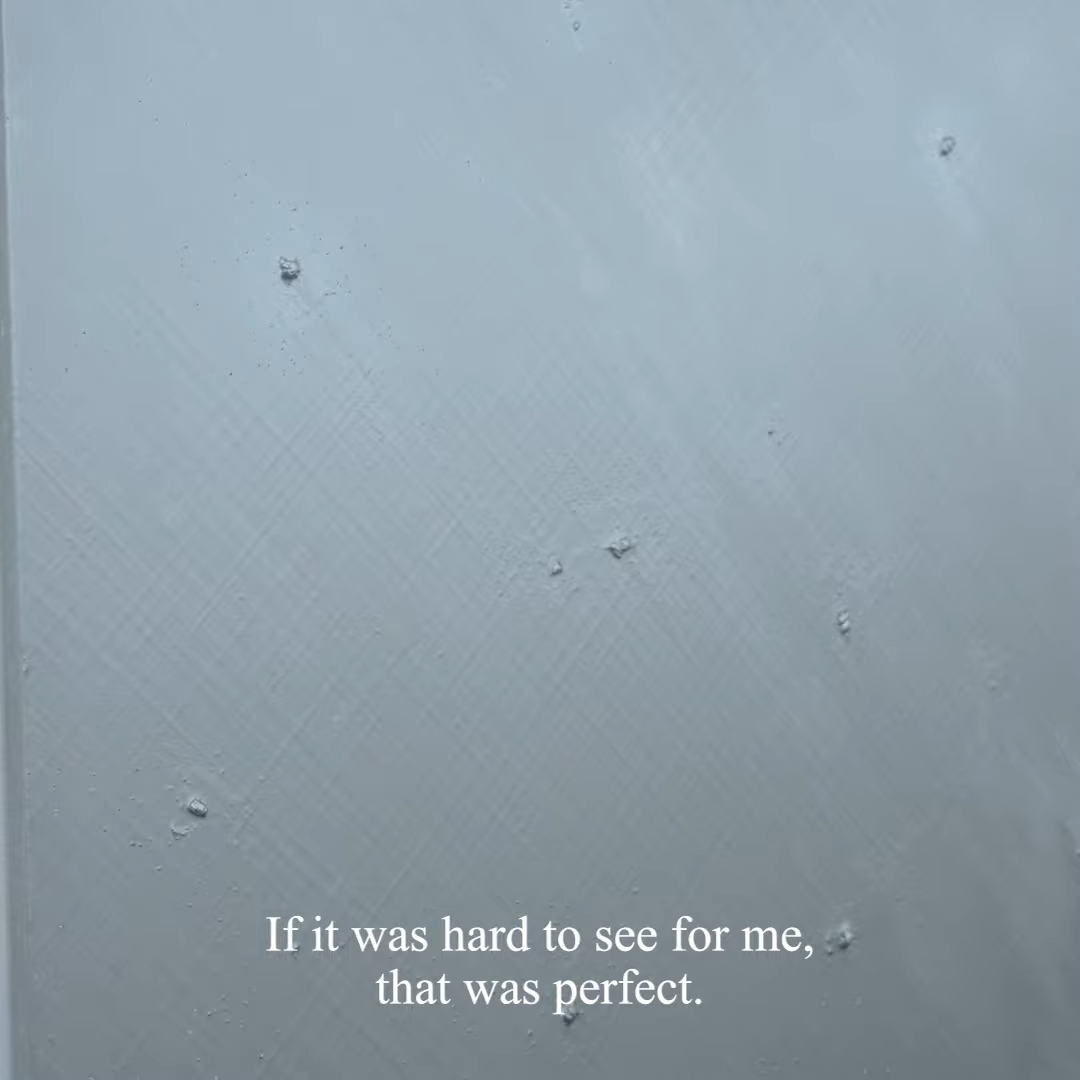 If it was hard to see for me,
that was perfect.